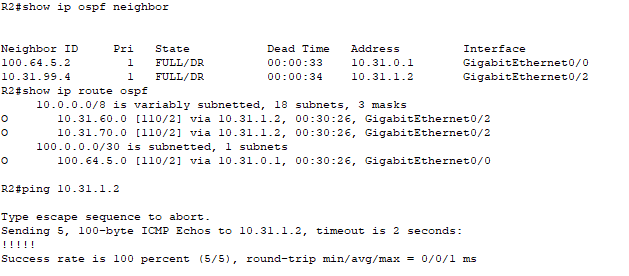 R2#show ip ospf neighbor
Neighbor ID     Pri   State           Dead Time   Address         Interface
100.64.5.2        1   FULL/DR         00:00:33    10.31.0.1       GigabitEthernet0/0
10.31.99.4        1   FULL/DR         00:00:34    10.31.1.2       GigabitEthernet0/2
R2#show ip route ospf
     10.0.0.0/8 is variably subnetted, 18 subnets, 3 masks
O       10.31.60.0 [110/2] via 10.31.1.2, 00:30:26, GigabitEthernet0/2
O       10.31.70.0 [110/2] via 10.31.1.2, 00:30:26, GigabitEthernet0/2
     100.0.0.0/30 is subnetted, 1 subnets
O       100.64.5.0 [110/2] via 10.31.0.1, 00:30:26, GigabitEthernet0/0
R2#ping 10.31.1.2
Type escape sequence to abort.
Sending 5, 100-byte ICMP Echos to 10.31.1.2, timeout is 2 seconds:
!!!!!
Success rate is 100 percent (5/5), round-trip min/avg/max = 0/0/1 ms